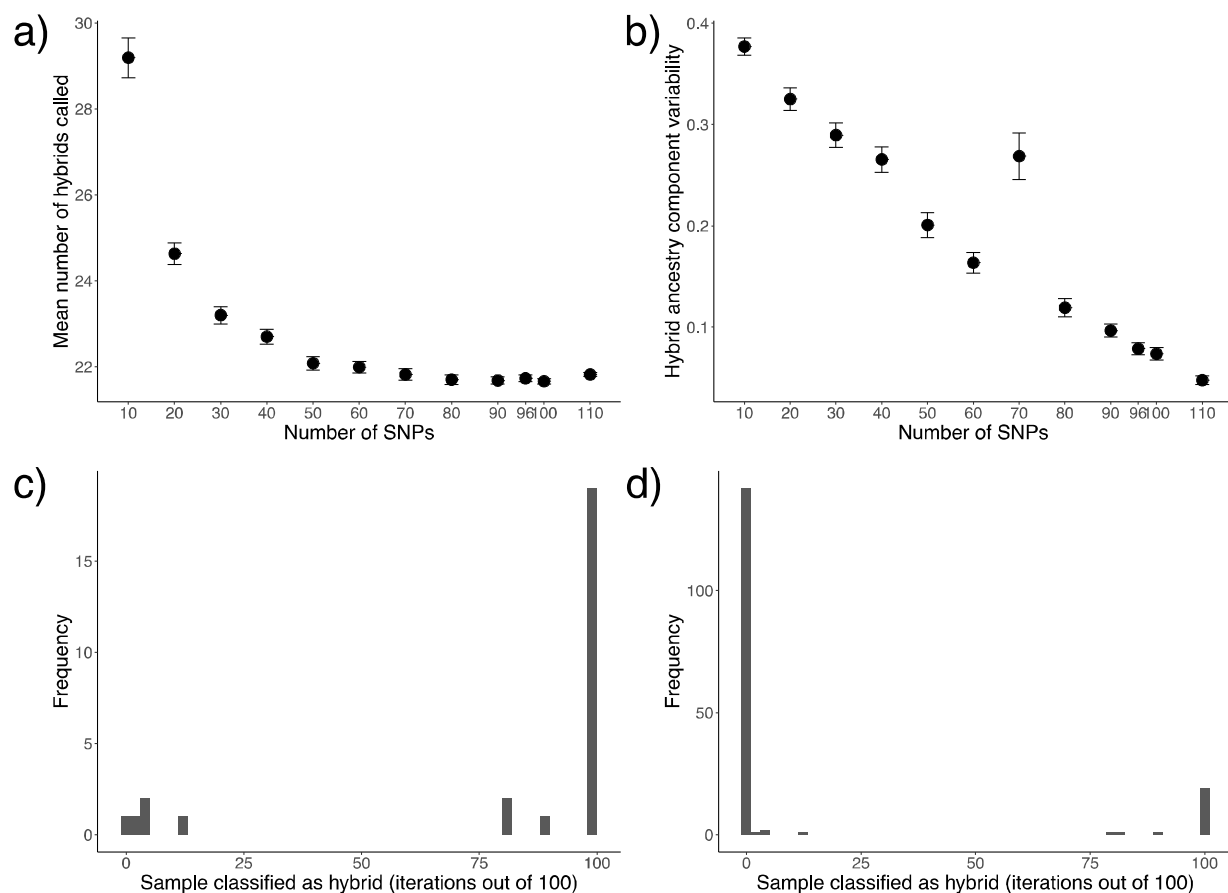 a)
Mean number of hybrids called
30
28
26
24
22
10 20 30 40 50 60 70 80 90 96100 110
Number of SNPs
b)
Hybrid ancestry component variability
0.4
0.3
0.2
0.1
10 20 30 40 50 60 70 80 90 96100 110
Number of SNPs
c)
Frequency
15
10
5
0
0 25 50 75 100
Sample classified as hybrid (iterations out of 100)
d)
Frequency
100
50
0
0 25 50 75 100
Sample classified as hybrid (iterations out of 100)